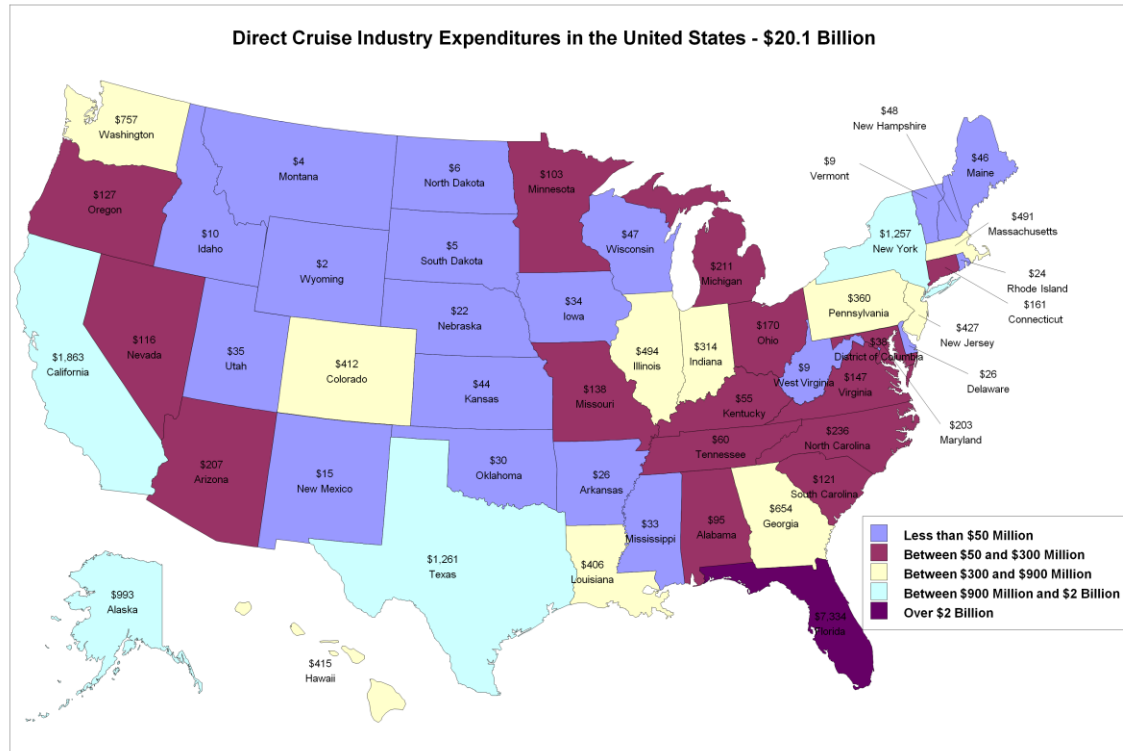 Direct Cruise Industry Expenditures in the United States - $20.1 Billion
$757
Washington
$127
Oregon
$1,863
California
$116
Nevada
$10
Idaho
$4
Montana
$2
Wyoming
$35
Utah
$207
Arizona
$412
Colorado
$15
New Mexico
$6
North Dakota
$5
South Dakota
$22
Nebraska
$44
Kansas
$30
Oklahoma
$1,261
Texas
$103
Minnesota
$34
Iowa
$138
Missouri
$26
Arkansas
$406
Louisiana
$47
Wisconsin
$494
Illinois
$211
Michigan
$314
Indiana
$170
Ohio
$55
Kentucky
$60
Tennessee
$33
Mississippi
$95
Alabama
$654
Georgia
$7,334
Florida
$121
South Carolina
$236
North Carolina
$147
Virginia
$9
West Virginia
$36
District of Columbia
$360
Pennsylvania
$1,257
New York
$9
Vermont
$48
New Hampshire
$46
Maine
$491
Massachusetts
$24
Rhode Island
$161
Connecticut
$427
New Jersey
$26
Delaware
$203
Maryland
$993
Alaska
$415
Hawaii
Less than $50 Million
Between $50 and $300 Million
Between $300 and $900 Million
Between $900 Million and $2 Billion
Over $2 Billion